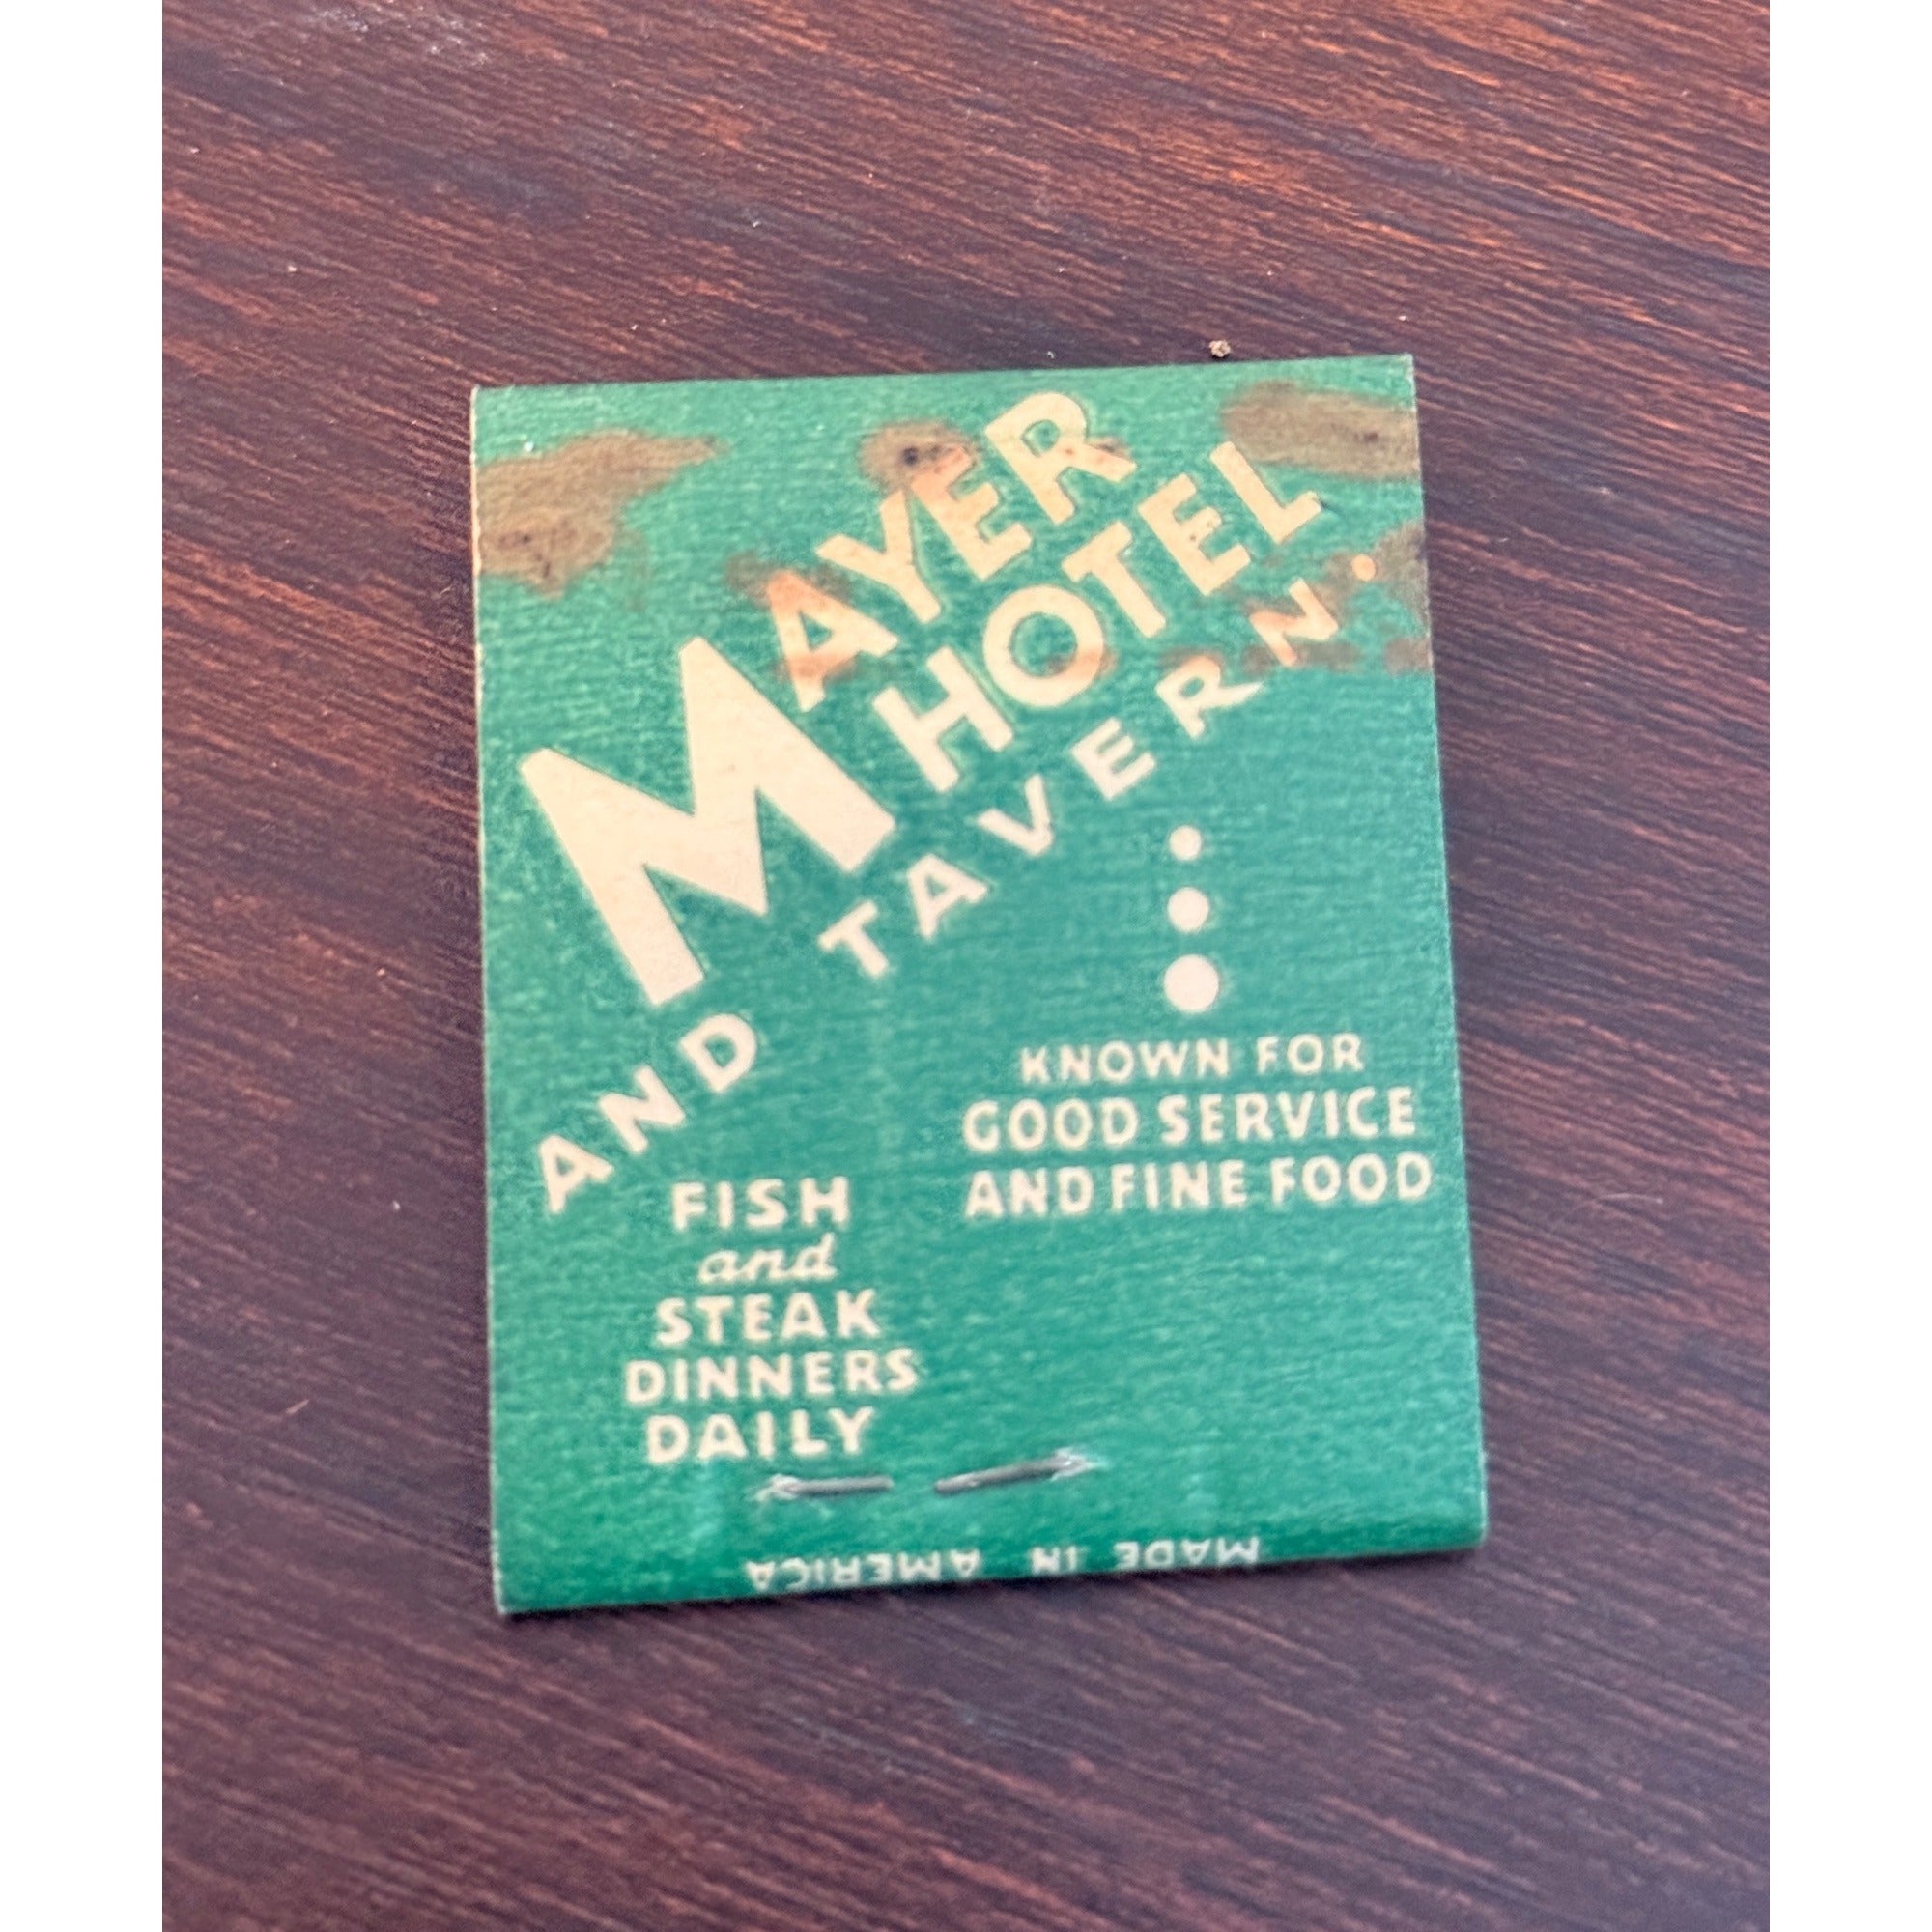 MAYER
HOTEL
AND TAVERN.
KNOWN FOR
GOOD SERVICE
AND FINE FOOD
FISH
and
STEAK
DINNERS
DAILY
MADE IN AMERICA